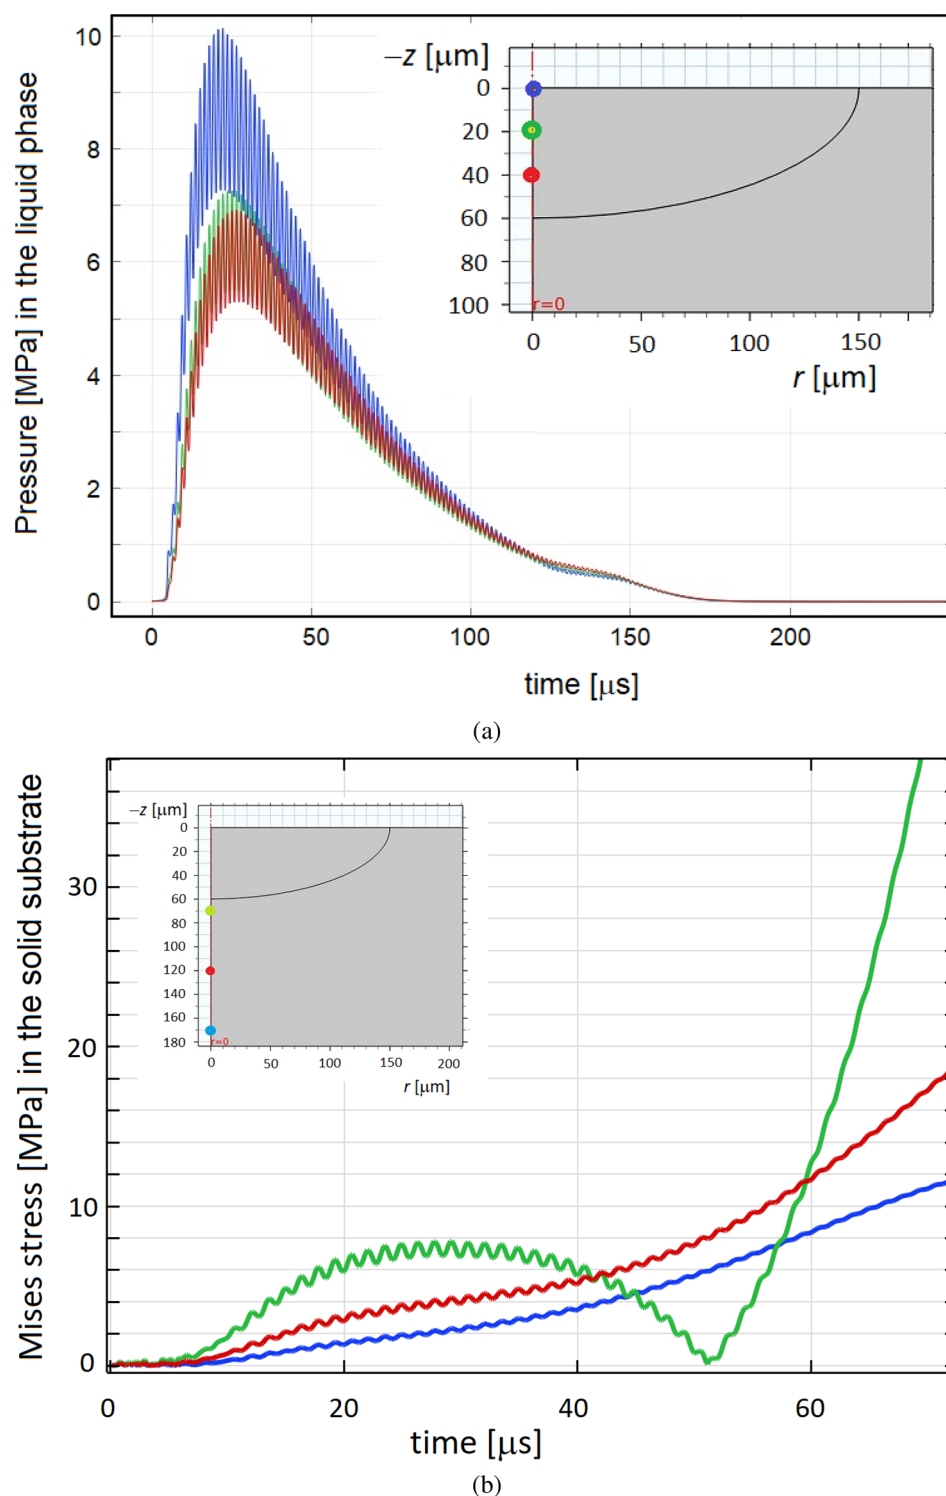 Pressure [MPa] in the liquid phase
10
8
6
4
2
0
0 50 100 150 200
time [μs]
−z [μm]
0
20
40
60
80
100
r=0
0 50 100 150
r [μm]
(a)
Mises stress [MPa] in the solid substrate
30
20
10
0
0 20 40 60
time [μs]
−z [μm]
0
20
40
60
80
100
120
140
160
180
r=0
0 50 100 150 200
r [μm]
(b)